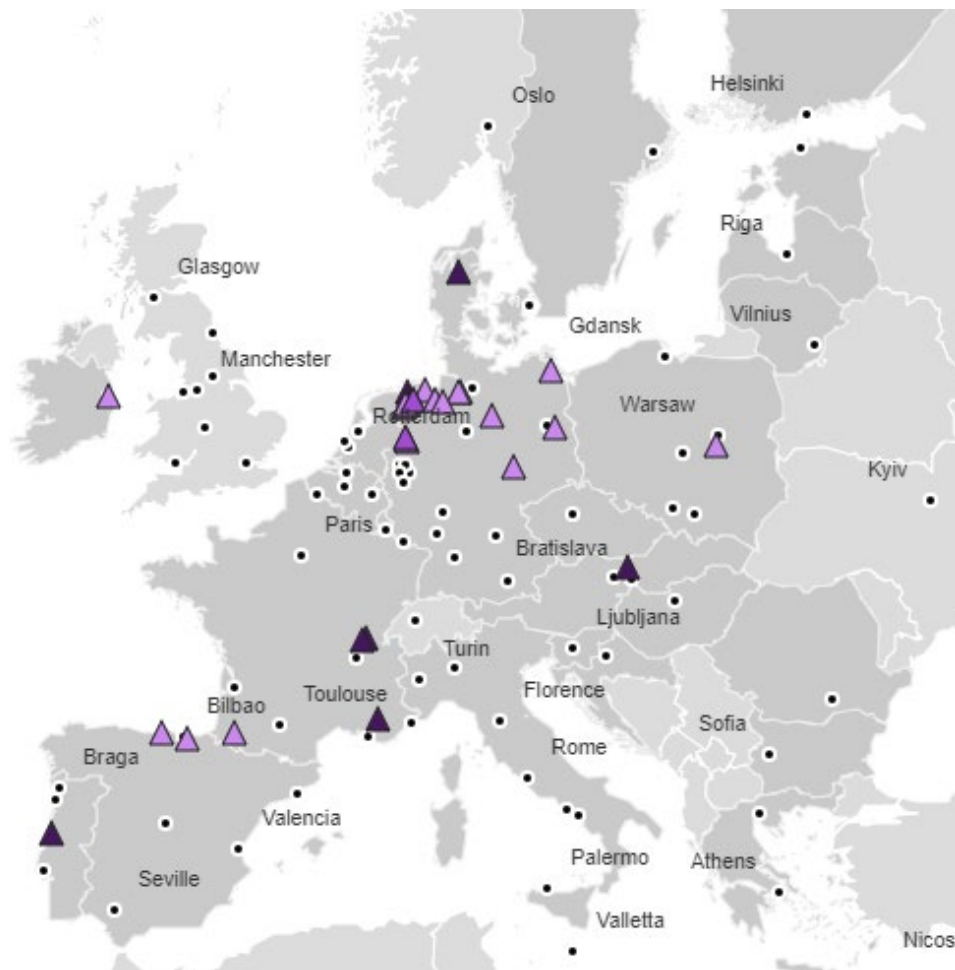 Helsinki
Oslo
Riga
Glasgow
Vilnius
Gdansk
Manchester
Warsaw
Rotterdam
Kyiv
Paris
Bratislava
Ljubljana
Turin
Toulouse
Florence
Bilbao
Sofia
Braga
Rome
Valencia
Palermo
Athens
Seville
Valletta
Nicos